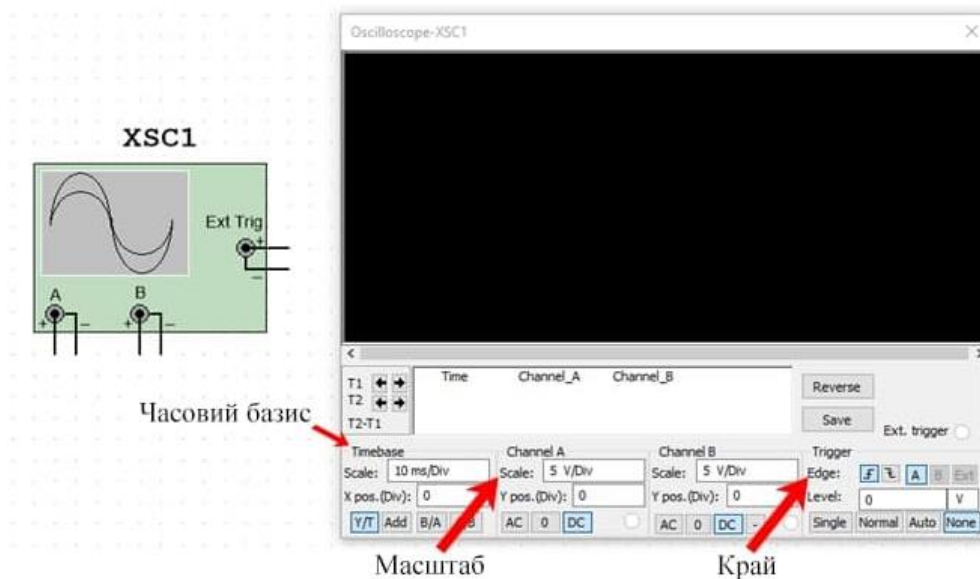 Oscilloscope-XSC1
XSC1
Ext Trig
+
−
A
B
+ −
+ −
Time Channel_A Channel_B
T1
T2
T2-T1
Reverse
Save
Ext. trigger
Часовий базис
Timebase
Scale: 10 ms/Div
X pos.(Div): 0
Y/T Add B/A
Channel A
Scale: 5 V/Div
Y pos.(Div): 0
AC 0 DC
Channel B
Scale: 5 V/Div
Y pos.(Div): 0
AC 0 DC -
Trigger
Edge: A B Ext
Level: 0 V
Single Normal Auto None
Масштаб
Край